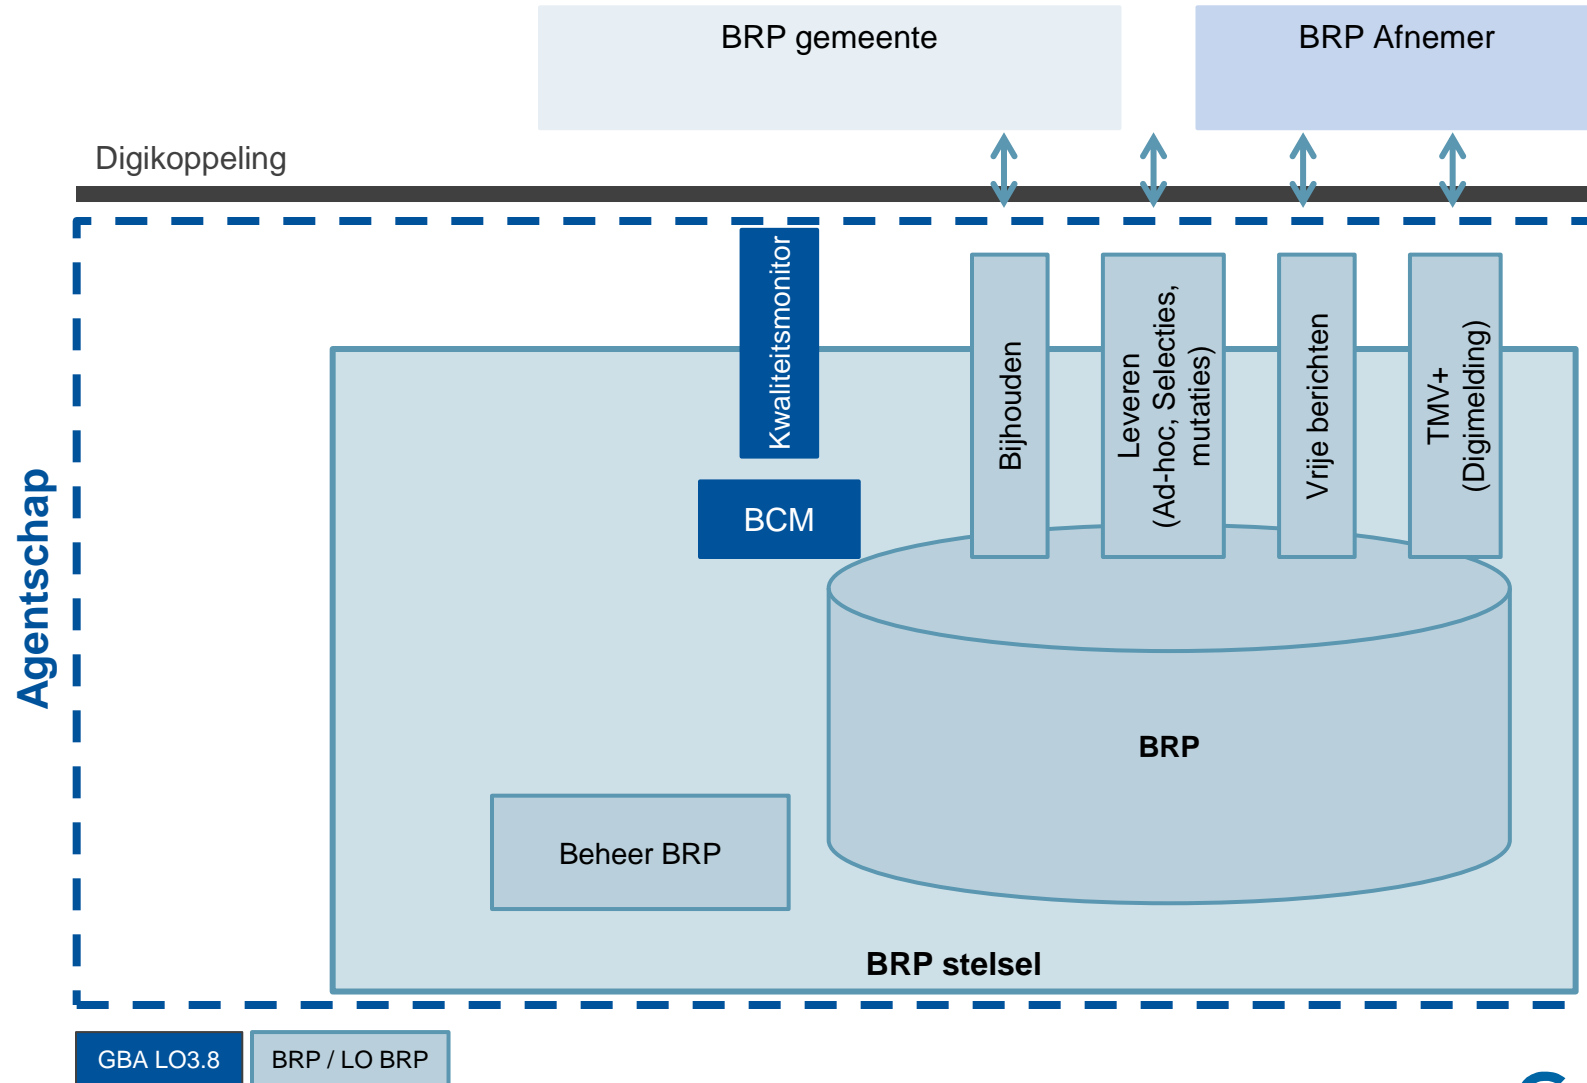 BRP gemeente
BRP Afnemer
Digikoppeling
Agentschap
Kwaliteitsmonitor
BCM
Bijhouden
Leveren
(Ad-hoc, Selecties,
mutaties)
Vrije berichten
TMV+
(Digimelding)
BRP
Beheer BRP
BRP stelsel
GBA LO3.8
BRP / LO BRP